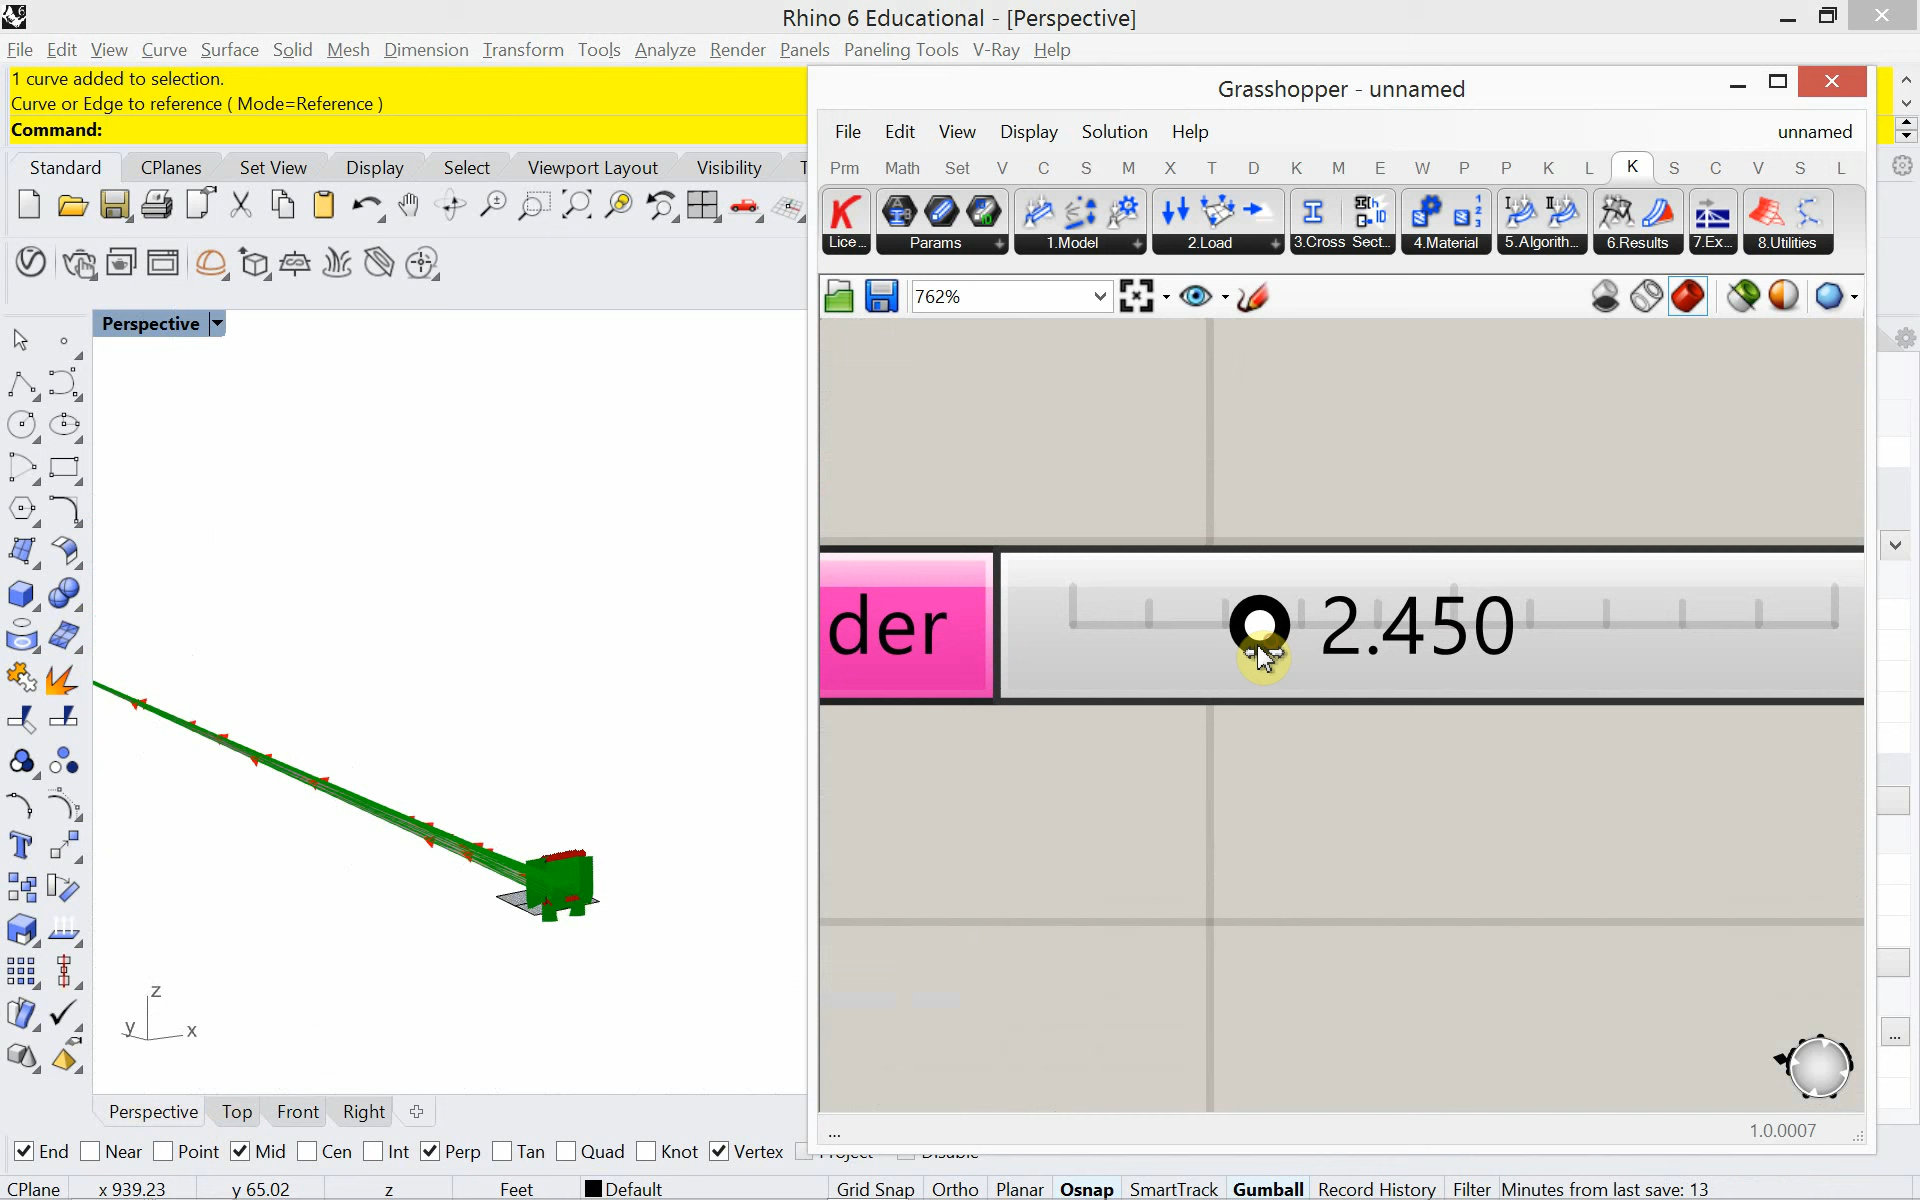 Rhino 6 Educational - [Perspective]
File Edit View Curve Surface Solid Mesh Dimension Transform Tools Analyze Render Panels Paneling Tools V-Ray Help
1 curve added to selection.
Curve or Edge to reference ( Mode=Reference )
Command:
Standard CPlanes Set View Display Select Viewport Layout Visibility
Perspective
Grasshopper - unnamed
File Edit View Display Solution Help unnamed
Prm Math Set V C S M X T D K M E W P P K L K S C V S L
Lice... Params 1.Model 2.Load 3.Cross Sect... 4.Material 5.Algorith... 6.Results 7.Ex... 8.Utilities
762%
der 2.450
z
y x
Perspective Top Front Right
... 1.0.0007
End Near Point Mid Cen Int Perp Tan Quad Knot Vertex
CPlane x 939.23 y 65.02 z Feet Default Grid Snap Ortho Planar Osnap SmartTrack Gumball Record History Filter Minutes from last save: 13